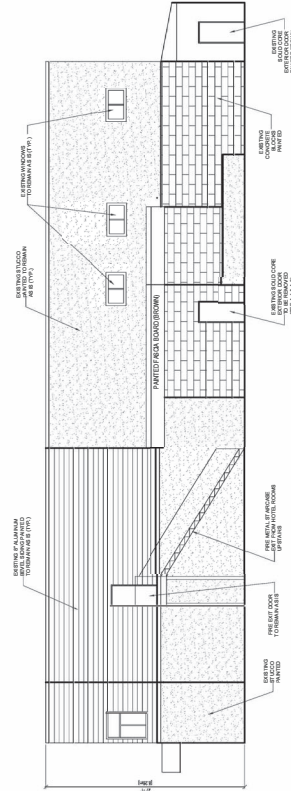 EXISTING WINDOWS
TO REMAIN AS IS (TYP.)
EXISTING STUCCO
PAINTED TO REMAIN
AS IS (TYP.)
EXISTING 8" ALUMINUM
BEVEL SIDING PAINTED
TO REMAIN AS IS (TYP.)
PAINTED FASCIA BOARD (BROWN)
EXISTING
SOLID CORE
EXTERIOR DOOR
EXISTING
CONCRETE
BLOCKS
PAINTED
EXISTING SOLID CORE
EXTERIOR DOOR
TO BE REMOVED
FIRE METAL STAIRCASE
EXIT FROM HOTEL ROOMS
UPSTAIRS
FIRE EXIT DOOR
TO REMAIN AS IS
EXISTING
STUCCO
PAINTED